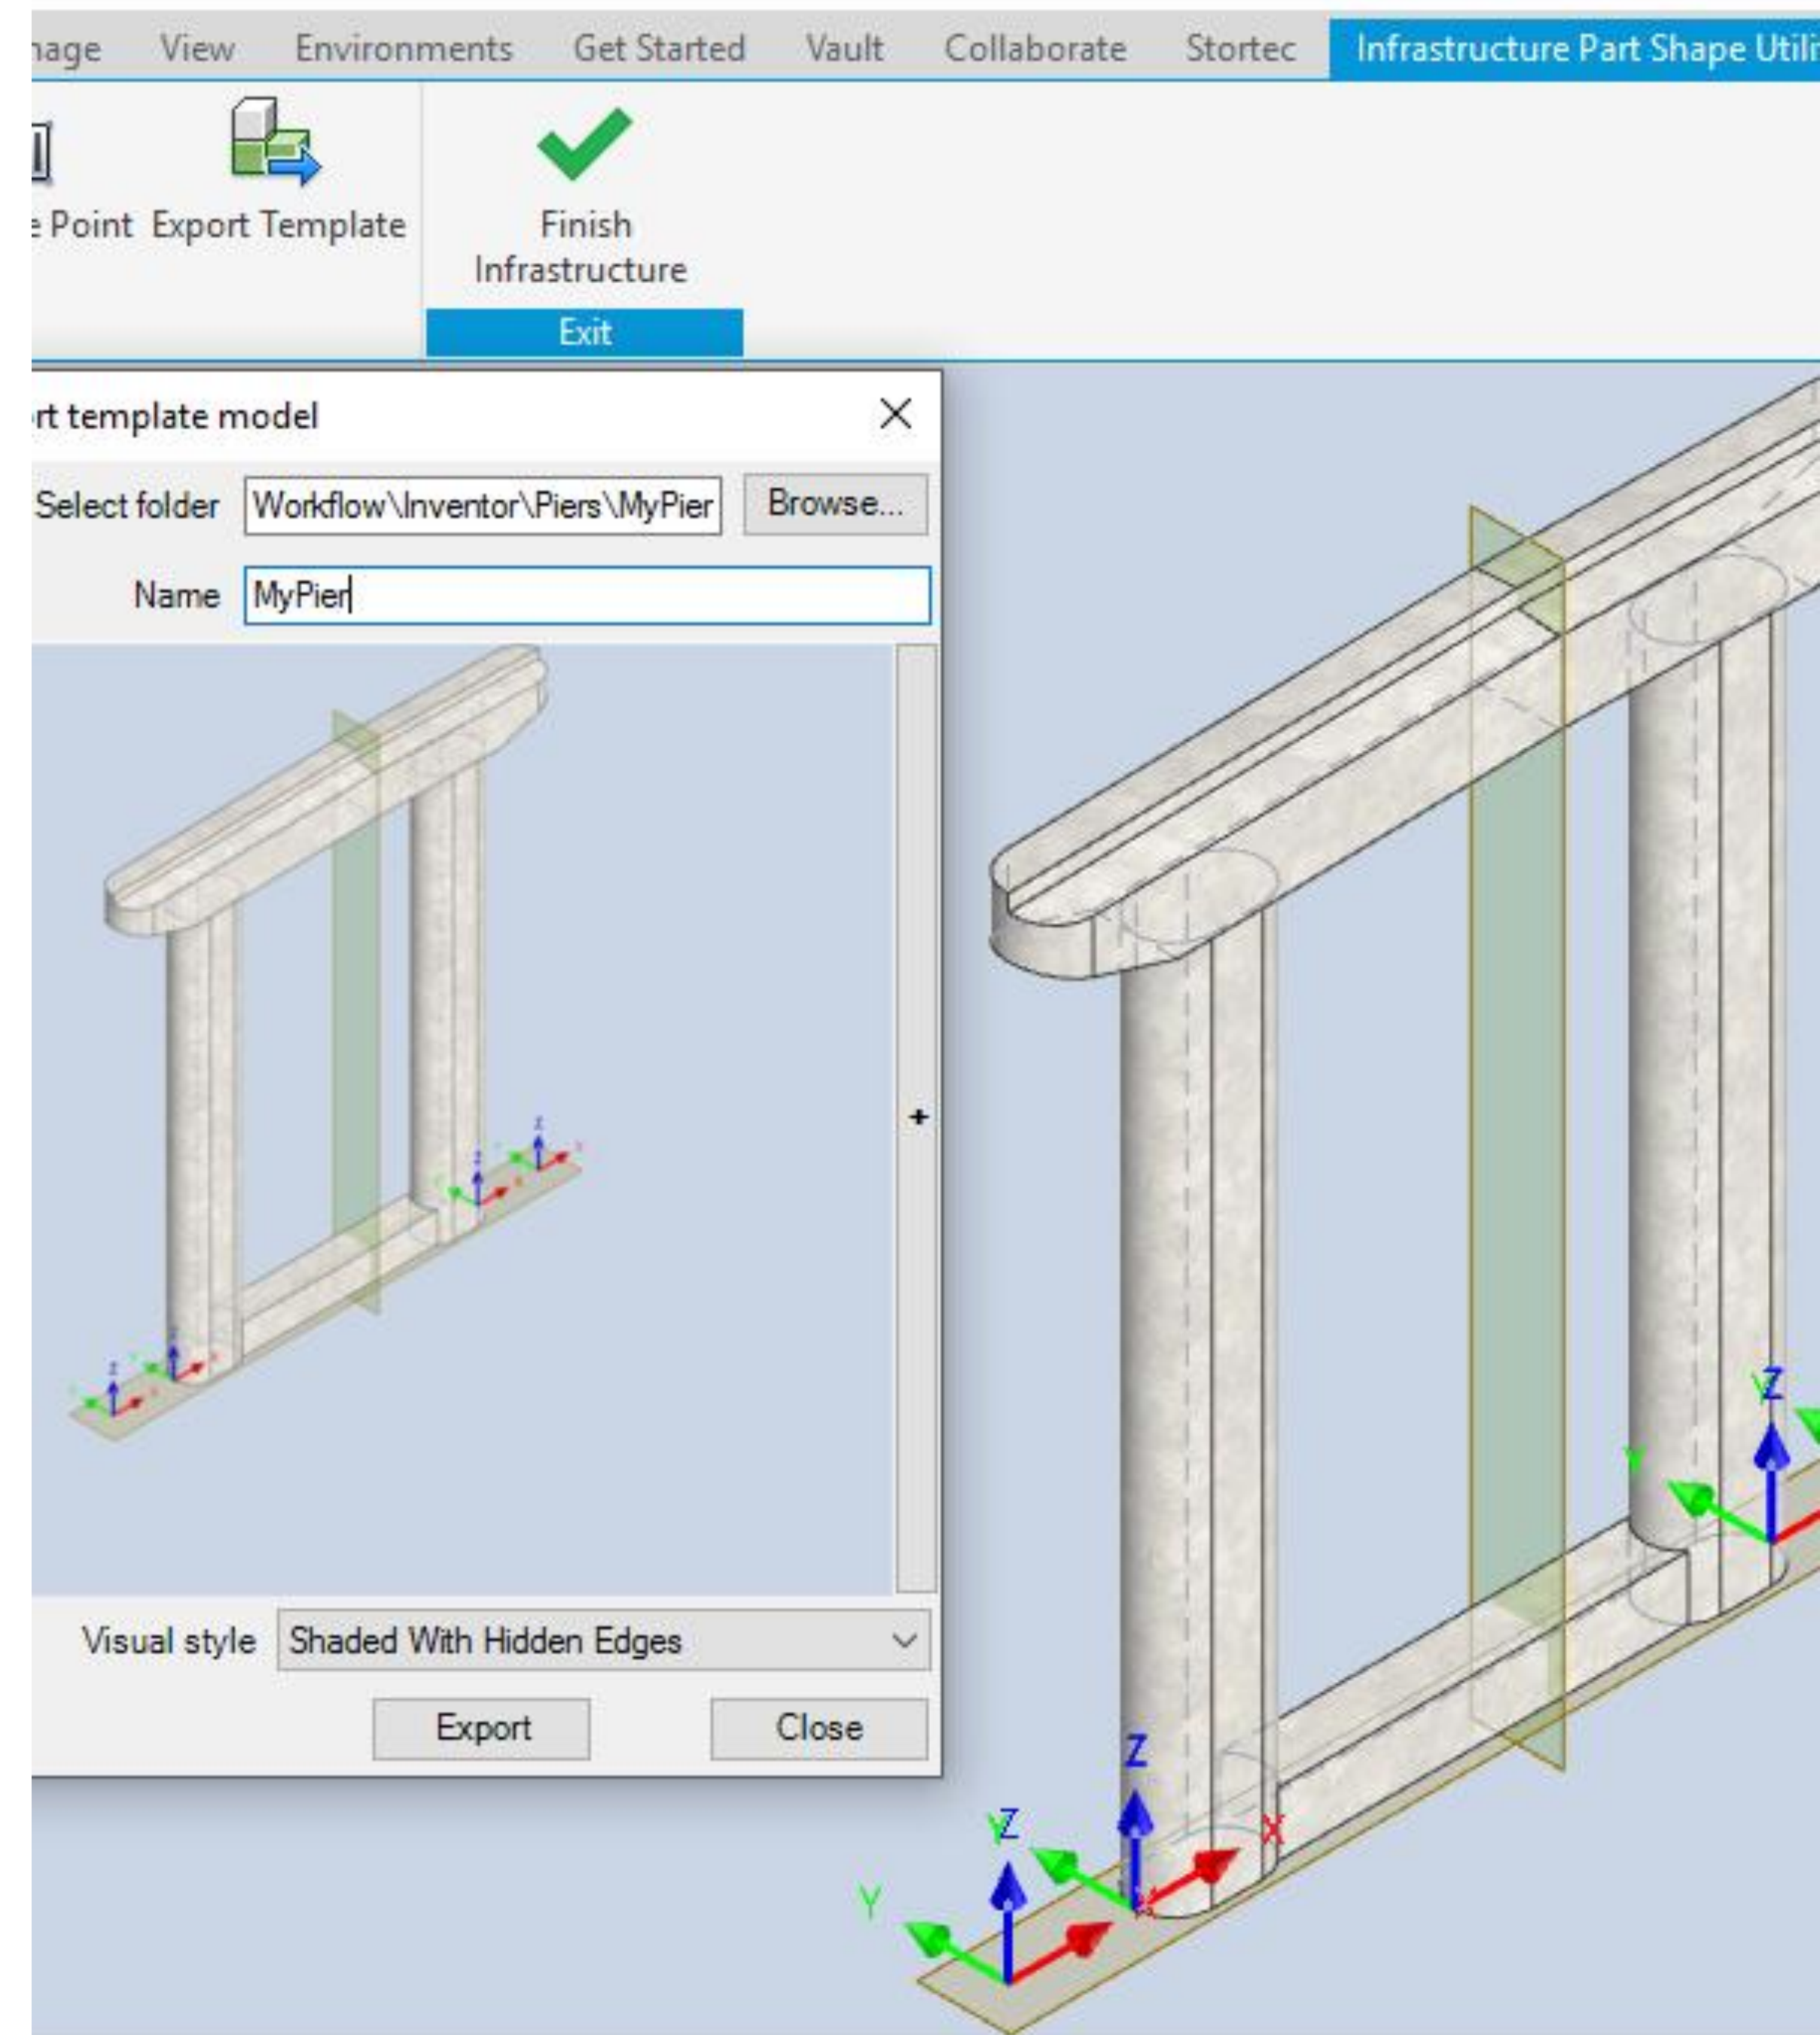 nage View Environments Get Started Vault Collaborate Stortec Infrastructure Part Shape Utili
e Point Export Template Finish
Infrastructure
Exit
rt template model
Select folder Workflow\Inventor\Piers\MyPier Browse...
Name MyPier
+
Visual style Shaded With Hidden Edges
Export Close
Z
Y
Y
Z
X
Y
Z
Y